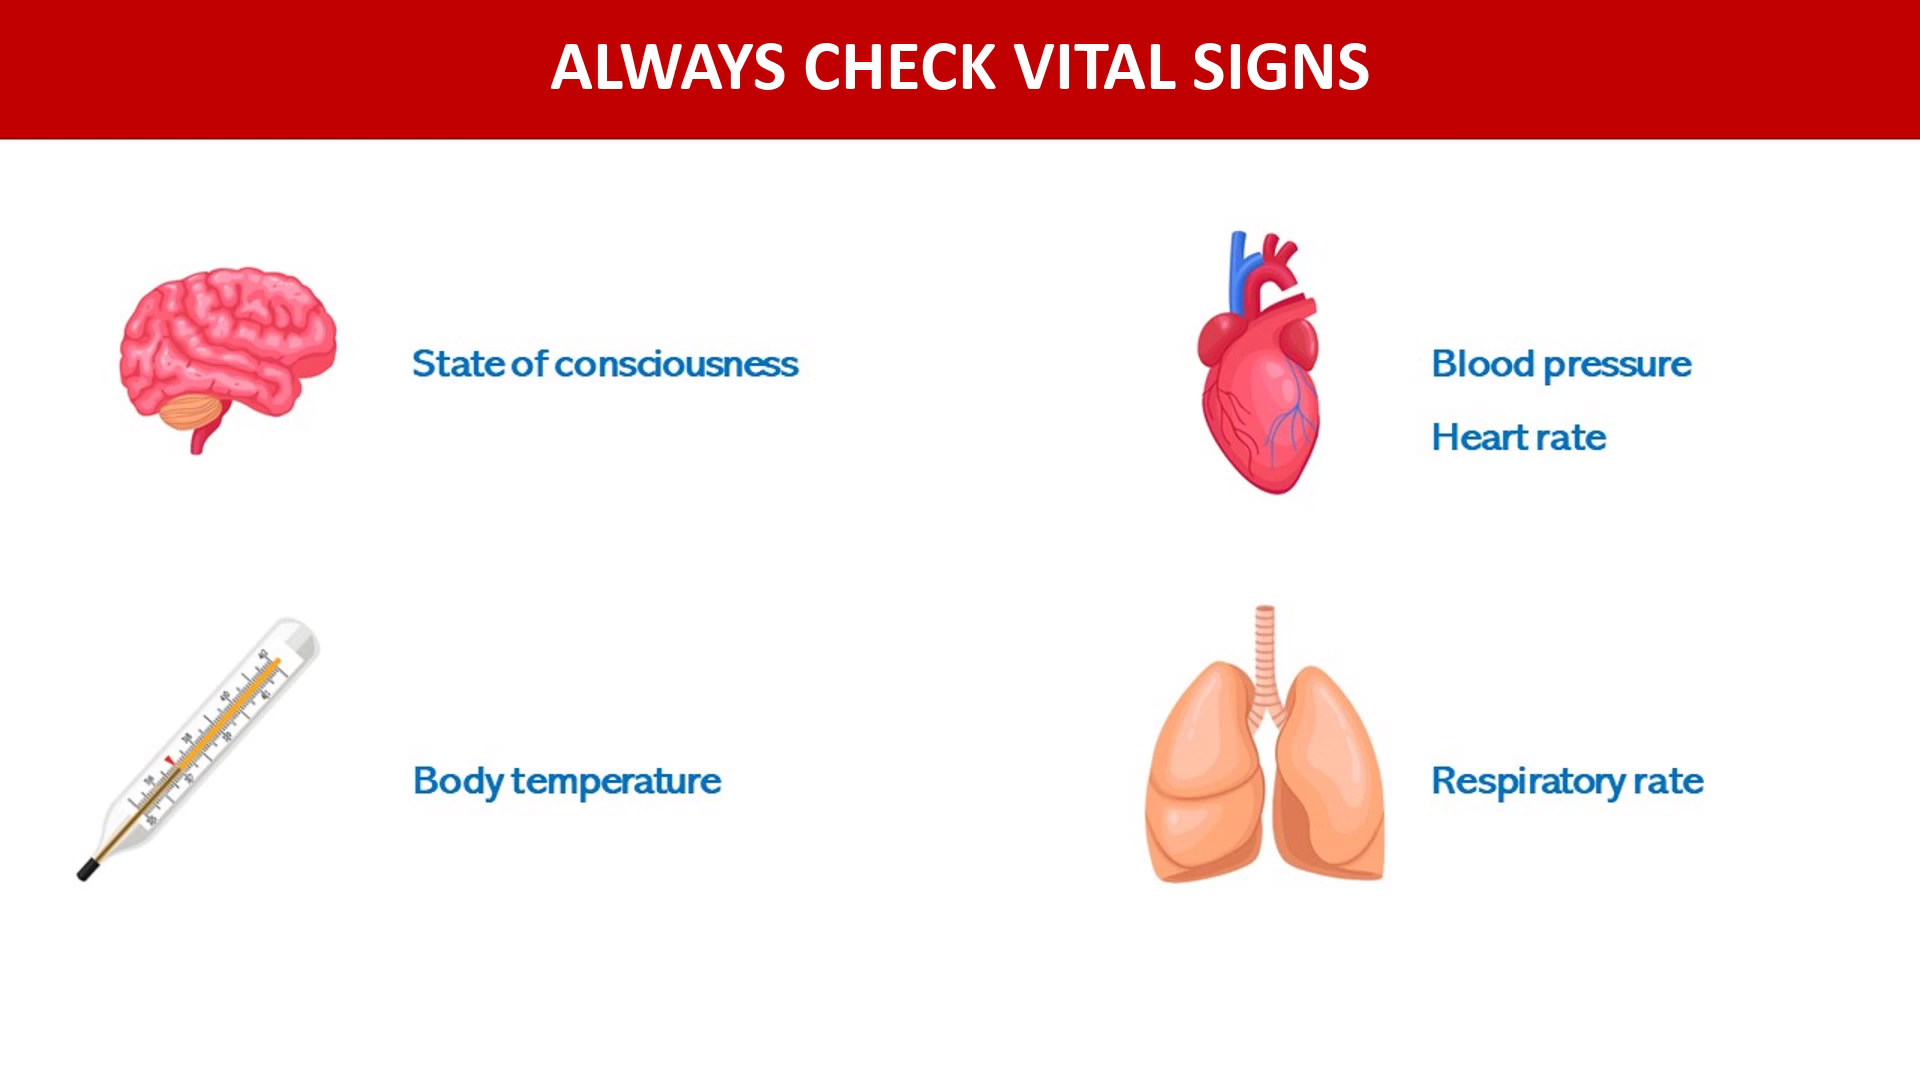 ALWAYS CHECK VITAL SIGNS
State of consciousness
Blood pressure
Heart rate
Body temperature
Respiratory rate